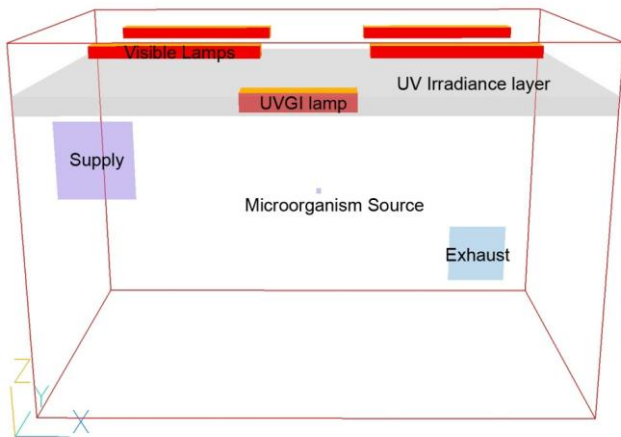 Visible Lamps
UV Irradiance layer
UVGI lamp
Supply
Microorganism Source
Exhaust
Z
Y
X